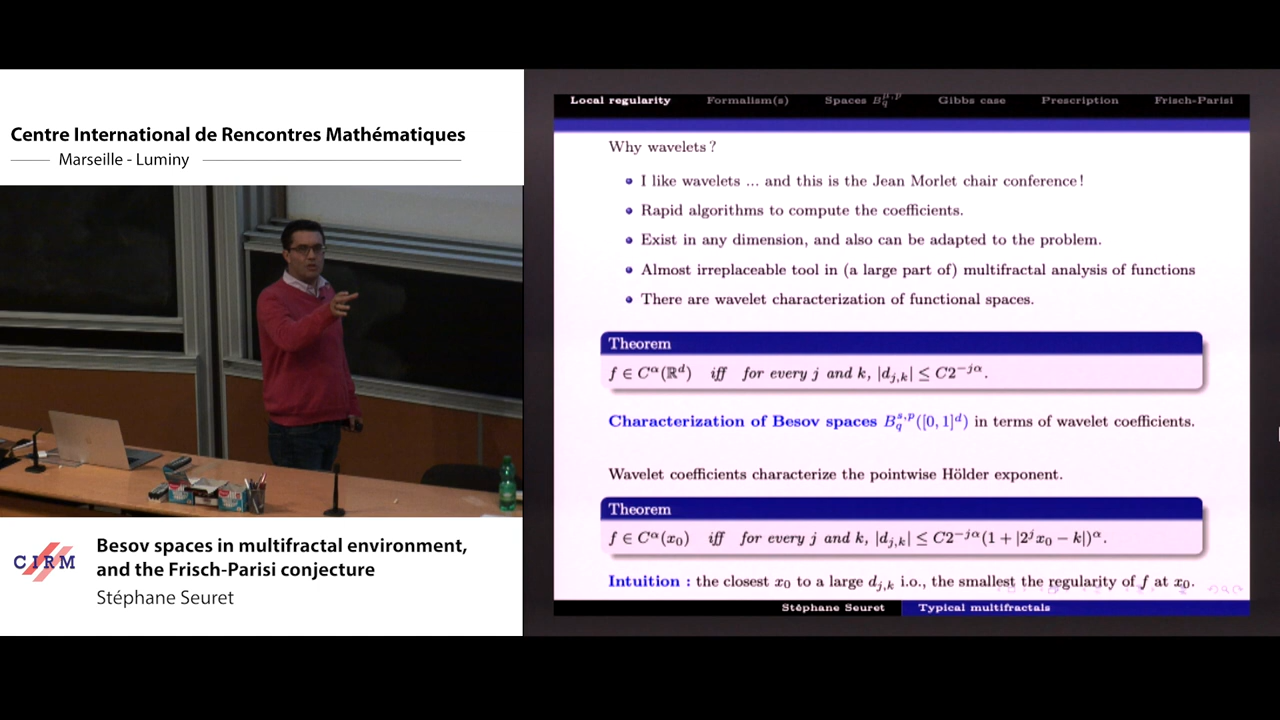 Centre International de Rencontres Mathématiques
Marseille - Luminy
CIRM
Besov spaces in multifractal environment,
and the Frisch-Parisi conjecture
Stéphane Seuret
Local regularity Formalism(s) Spaces $B_q^{\mu,p}$ Gibbs case Prescription Frisch-Parisi
Why wavelets ?
• I like wavelets ... and this is the Jean Morlet chair conference !
• Rapid algorithms to compute the coefficients.
• Exist in any dimension, and also can be adapted to the problem.
• Almost irreplaceable tool in (a large part of) multifractal analysis of functions
• There are wavelet characterization of functional spaces.
Theorem
$f \in C^\alpha(\mathbb{R}^d)$ iff for every $j$ and $k$, $|d_{j,k}| \leq C2^{-j\alpha}$.
Characterization of Besov spaces $B_q^{s,p}([0,1]^d)$ in terms of wavelet coefficients.
Wavelet coefficients characterize the pointwise Hölder exponent.
Theorem
$f \in C^\alpha(x_0)$ iff for every $j$ and $k$, $|d_{j,k}| \leq C2^{-j\alpha}(1 + |2^j x_0 - k|)^\alpha$.
Intuition : the closest $x_0$ to a large $d_{j,k}$ i.o., the smallest the regularity of $f$ at $x_0$.
Stéphane Seuret Typical multifractals